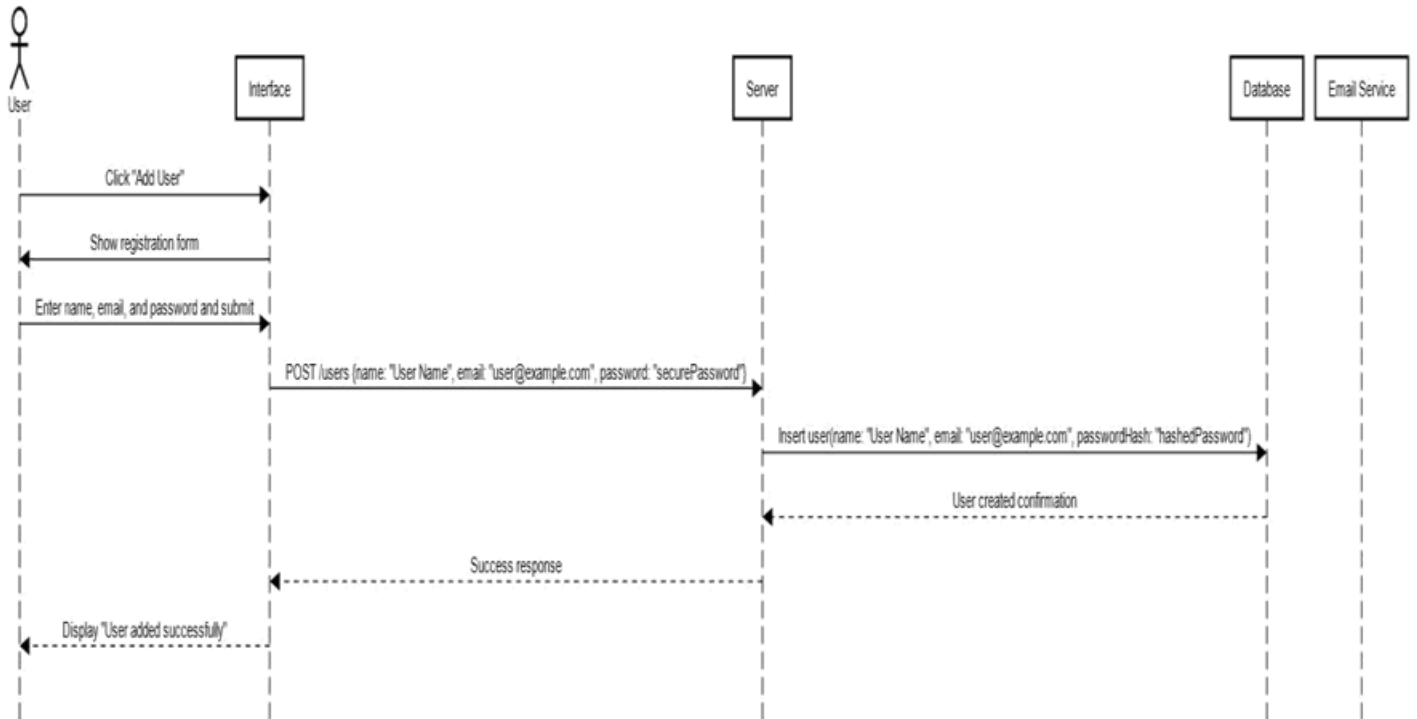 User
Interface
Server
Database
Email Service
Click "Add User"
Show registration form
Enter name, email, and password and submit
POST /users {name: "User Name", email: "user@example.com", password: "securePassword"}
Insert user(name: "User Name", email: "user@example.com", passwordHash: "hashedPassword")
User created confirmation
Success response
Display "User added successfully"